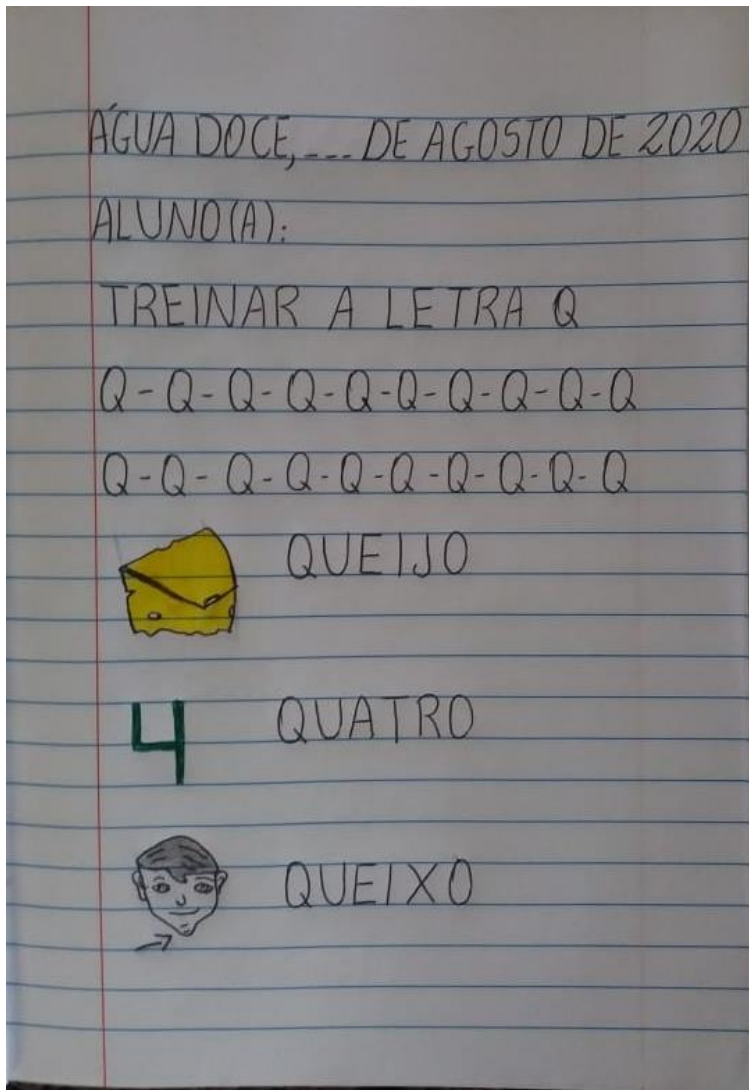 ÁGUA DOCE, ... DE AGOSTO DE 2020
ALUNO(A):
TREINAR A LETRA Q
Q-Q-Q-Q-Q-Q-Q-Q-Q-Q
Q-Q-Q-Q-Q-Q-Q-Q-Q-Q
QUEIJO
4 QUATRO
QUEIXO